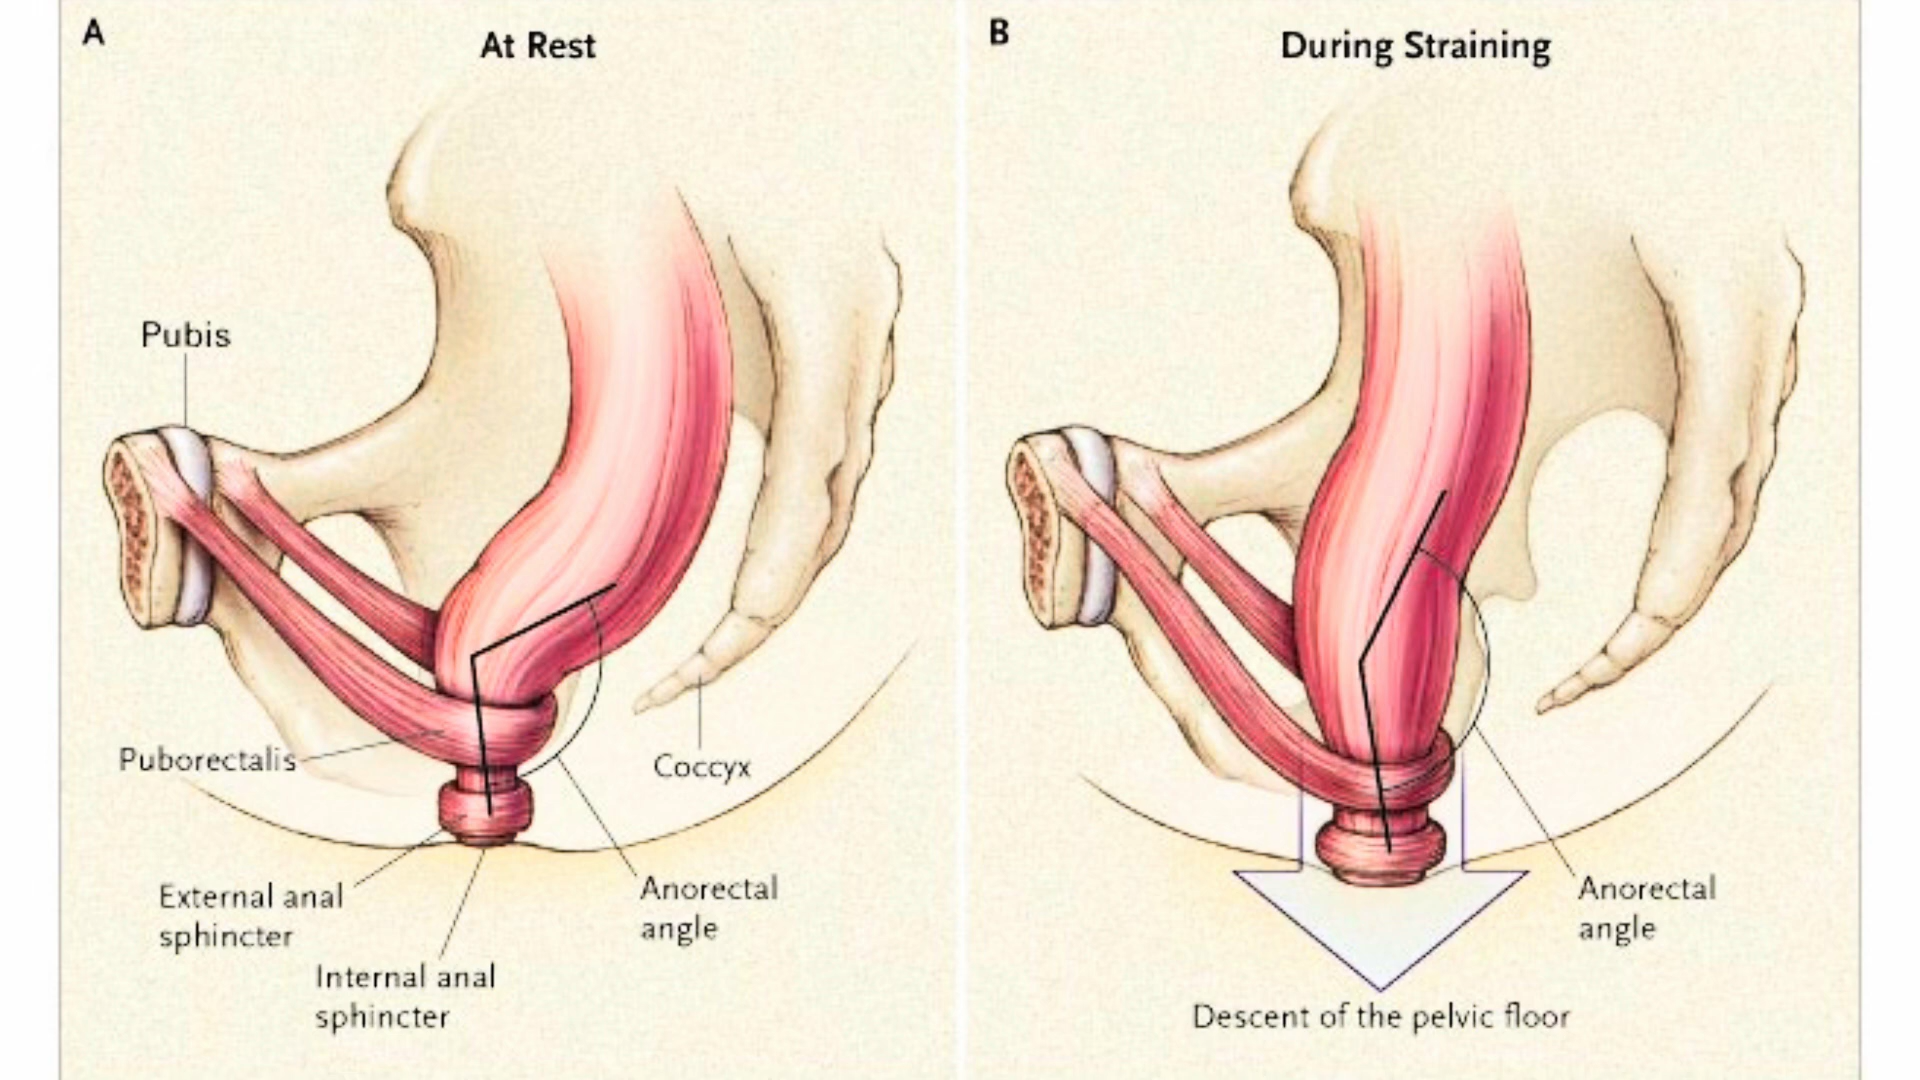 A
At Rest
Pubis
Puborectalis
Coccyx
External anal
sphincter
Internal anal
sphincter
Anorectal
angle
B
During Straining
Anorectal
angle
Descent of the pelvic floor